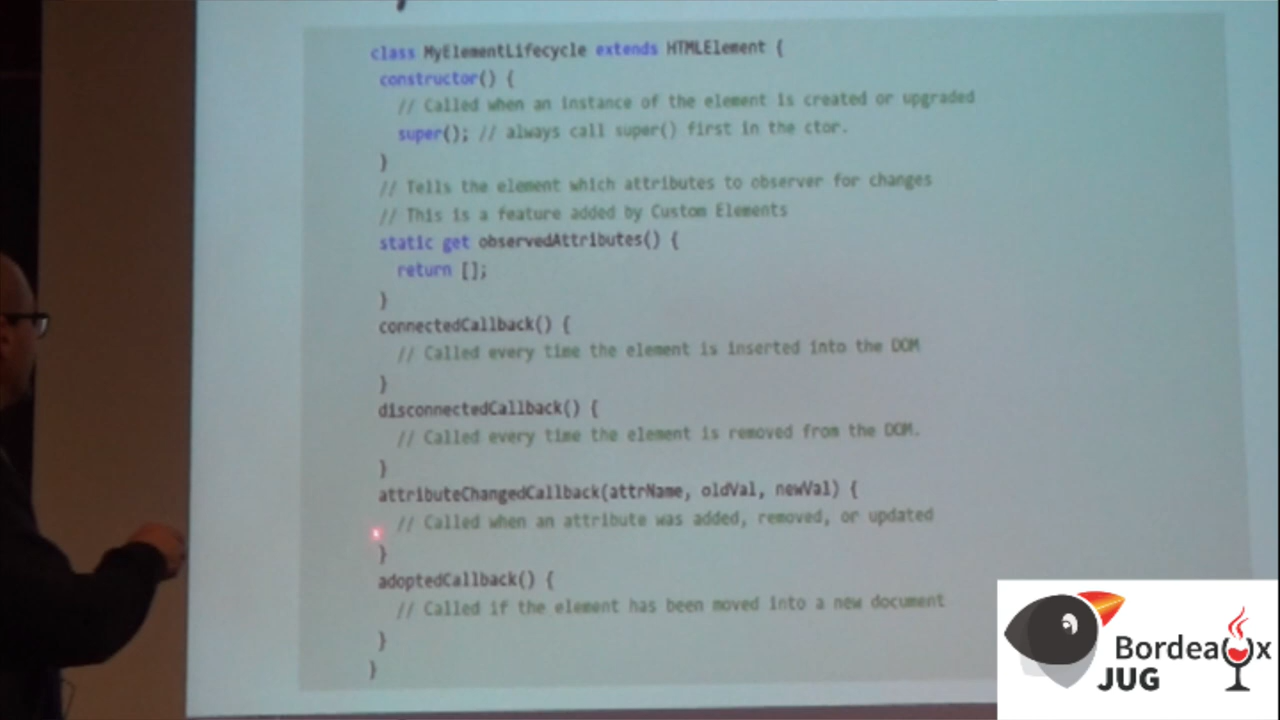 class MyElementLifecycle extends HTMLElement {
constructor() {
// Called when an instance of the element is created or upgraded
super(); // always call super() first in the ctor.
}
// Tells the element which attributes to observer for changes
// This is a feature added by Custom Elements
static get observedAttributes() {
return [];
}
connectedCallback() {
// Called every time the element is inserted into the DOM
}
disconnectedCallback() {
// Called every time the element is removed from the DOM.
}
attributeChangedCallback(attrName, oldVal, newVal) {
// Called when an attribute was added, removed, or updated
}
adoptedCallback() {
// Called if the element has been moved into a new document
}
}
Bordeaux
JUG